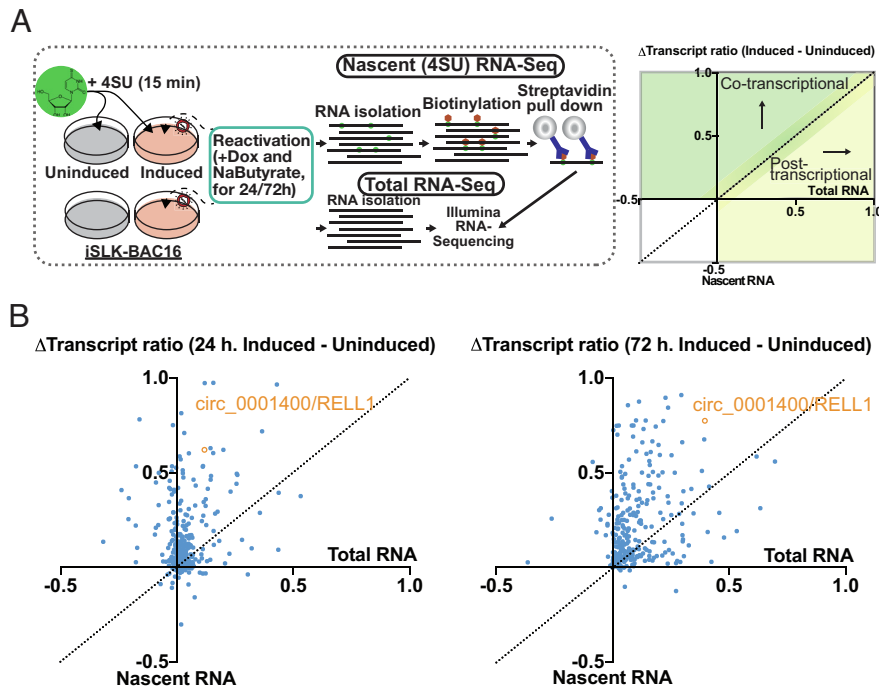 A
+ 4SU (15 min)
Uninduced
Induced
iSLK-BAC16
Reactivation
(+Dox and
NaButyrate,
for 24/72h)
Nascent (4SU) RNA-Seq
RNA isolation
Biotinylation
Streptavidin
pull down
Total RNA-Seq
RNA isolation
Illumina
RNA-
Sequencing
ΔTranscript ratio (Induced - Uninduced)
1.0
Co-transcriptional
0.5
Post-
transcriptional
Total RNA
-0.5
0.5
1.0
-0.5
Nascent RNA
B
ΔTranscript ratio (24 h. Induced - Uninduced)
1.0
circ_0001400/RELL1
0.5
Total RNA
-0.5
0.5
1.0
-0.5
Nascent RNA
ΔTranscript ratio (72 h. Induced - Uninduced)
1.0
circ_0001400/RELL1
0.5
Total RNA
-0.5
0.5
1.0
-0.5
Nascent RNA